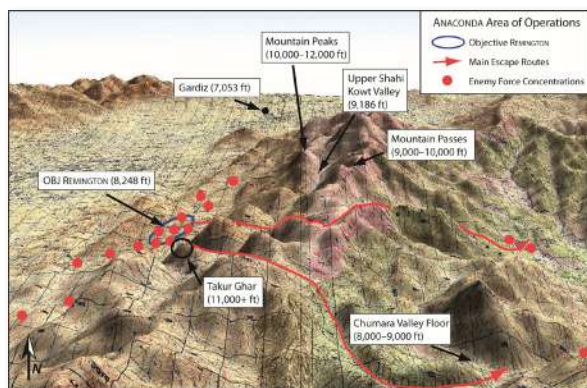 ANACONDA Area of Operations
Objective REMINGTON
Main Escape Routes
Enemy Force Concentrations
Mountain Peaks
(10,000–12,000 ft)
Gardiz (7,053 ft)
Upper Shahi
Kowt Valley
(9,186 ft)
Mountain Passes
(9,000–10,000 ft)
OBJ REMINGTON (8,248 ft)
Takur Ghar
(11,000+ ft)
Chumara Valley Floor
(8,000–9,000 ft)
N